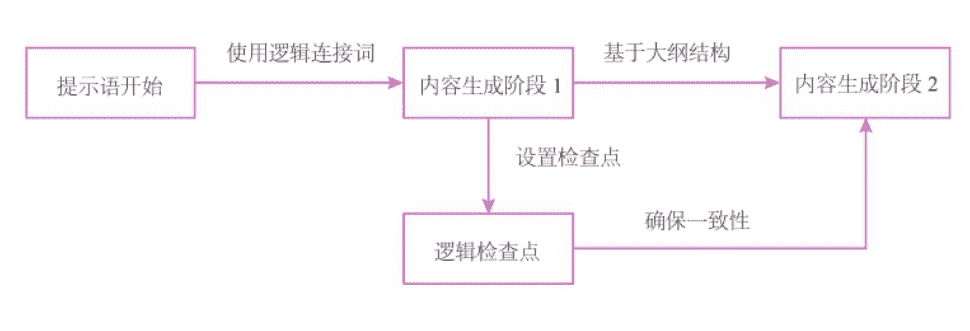 使用逻辑连接词
基于大纲结构
提示语开始
内容生成阶段 1
内容生成阶段 2
设置检查点
确保一致性
逻辑检查点